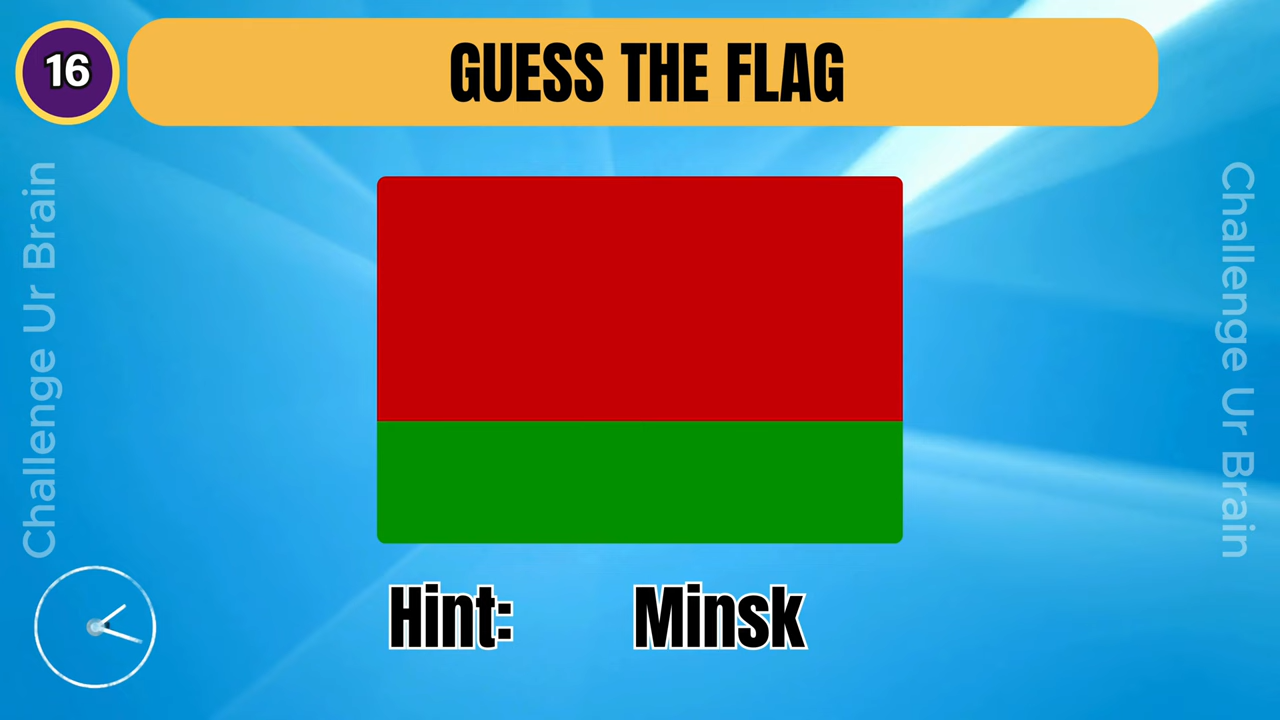 16
GUESS THE FLAG
Challenge Ur Brain
Challenge Ur Brain
Hint: Minsk